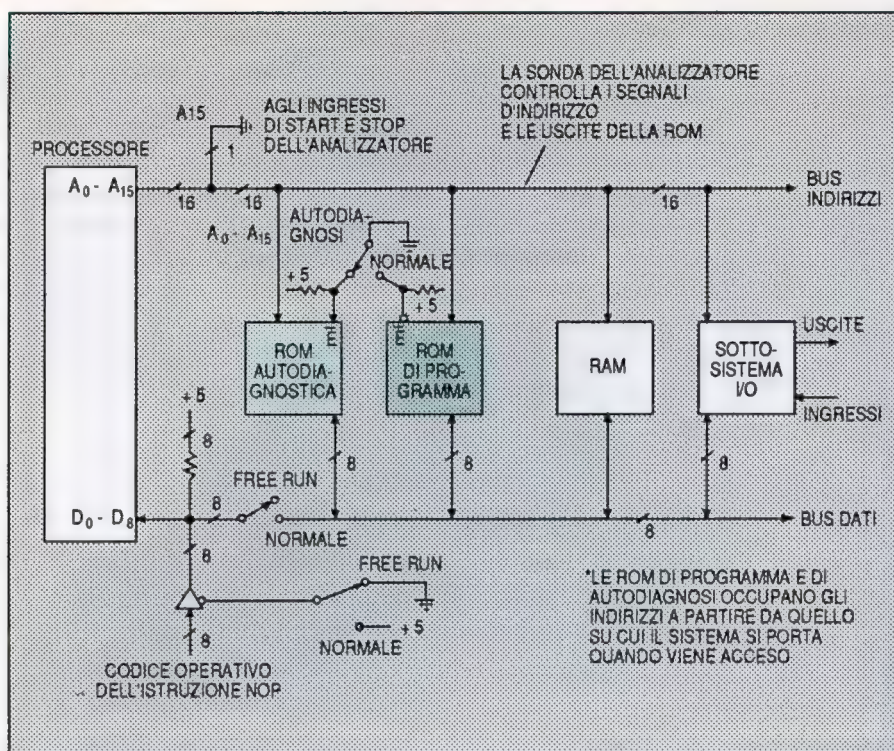 LA SONDA DELL'ANALIZZATORE
CONTROLLA I SEGNALI
D'INDIRIZZO
E LE USCITE DELLA ROM
A15
AGLI INGRESSI
DI START E STOP
DELL'ANALIZZATORE
1
PROCESSORE
A0 - A15
16
16
A0 - A15
16
BUS
INDIRIZZI
AUTODIA-
GNOSI
NORMALE
+ 5
+ 5
ROM
AUTODIA-
GNOSTICA
ROM
DI PRO-
GRAMMA
RAM
SOTTO-
SISTEMA
I/O
USCITE
INGRESSI
+ 5
8
8
8
8
FREE RUN
D0 - D8
8
NORMALE
8
BUS DATI
8
FREE RUN
8
NORMALE
+ 5
CODICE OPERATIVO
DELL'ISTRUZIONE NOP
*LE ROM DI PROGRAMMA E DI
AUTODIAGNOSI OCCUPANO GLI
INDIRIZZI A PARTIRE DA QUELLO
SU CUI IL SISTEMA SI PORTA
QUANDO VIENE ACCESO